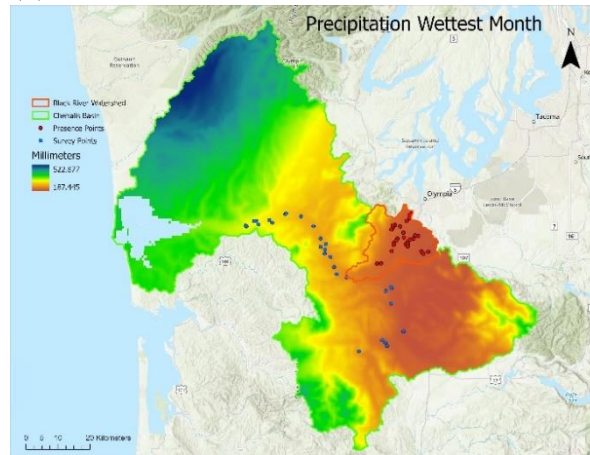 Precipitation Wettest Month
N
Black River Watershed
Chehalis Basin
Presence Points
Survey Points
Millimeters
522.877
187.445
Tacoma
Olympia
0 5 10 20 Kilometers